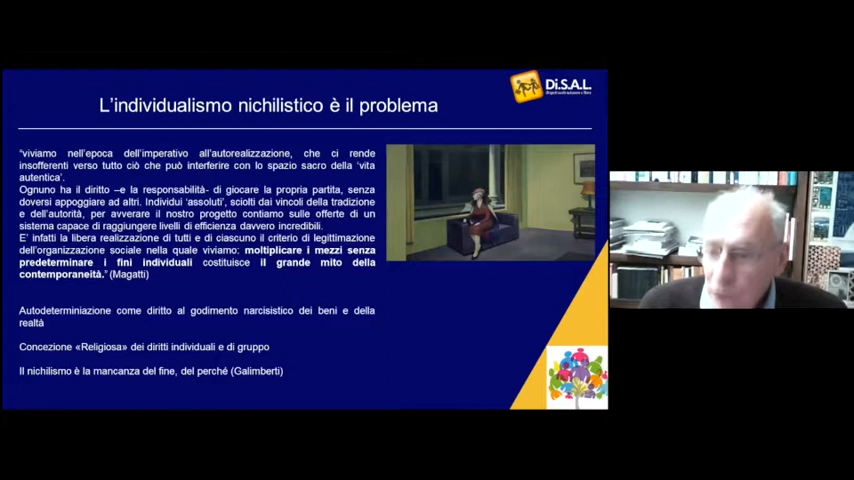 Di.S.A.L.
L'individualismo nichilistico è il problema
“viviamo nell'epoca dell'imperativo all'autorealizzazione, che ci rende
insofferenti verso tutto ciò che può interferire con lo spazio sacro della 'vita
autentica'.
Ognuno ha il diritto –e la responsabilità- di giocare la propria partita, senza
doversi appoggiare ad altri. Individui 'assoluti', sciolti dai vincoli della tradizione
e dell'autorità, per avverare il nostro progetto contiamo sulle offerte di un
sistema capace di raggiungere livelli di efficienza davvero incredibili.
E' infatti la libera realizzazione di tutti e di ciascuno il criterio di legittimazione
dell'organizzazione sociale nella quale viviamo: moltiplicare i mezzi senza
predeterminare i fini individuali costituisce il grande mito della
contemporaneità.” (Magatti)
Autodeterminiazione come diritto al godimento narcisistico dei beni e della
realtà
Concezione «Religiosa» dei diritti individuali e di gruppo
Il nichilismo è la mancanza del fine, del perché (Galimberti)